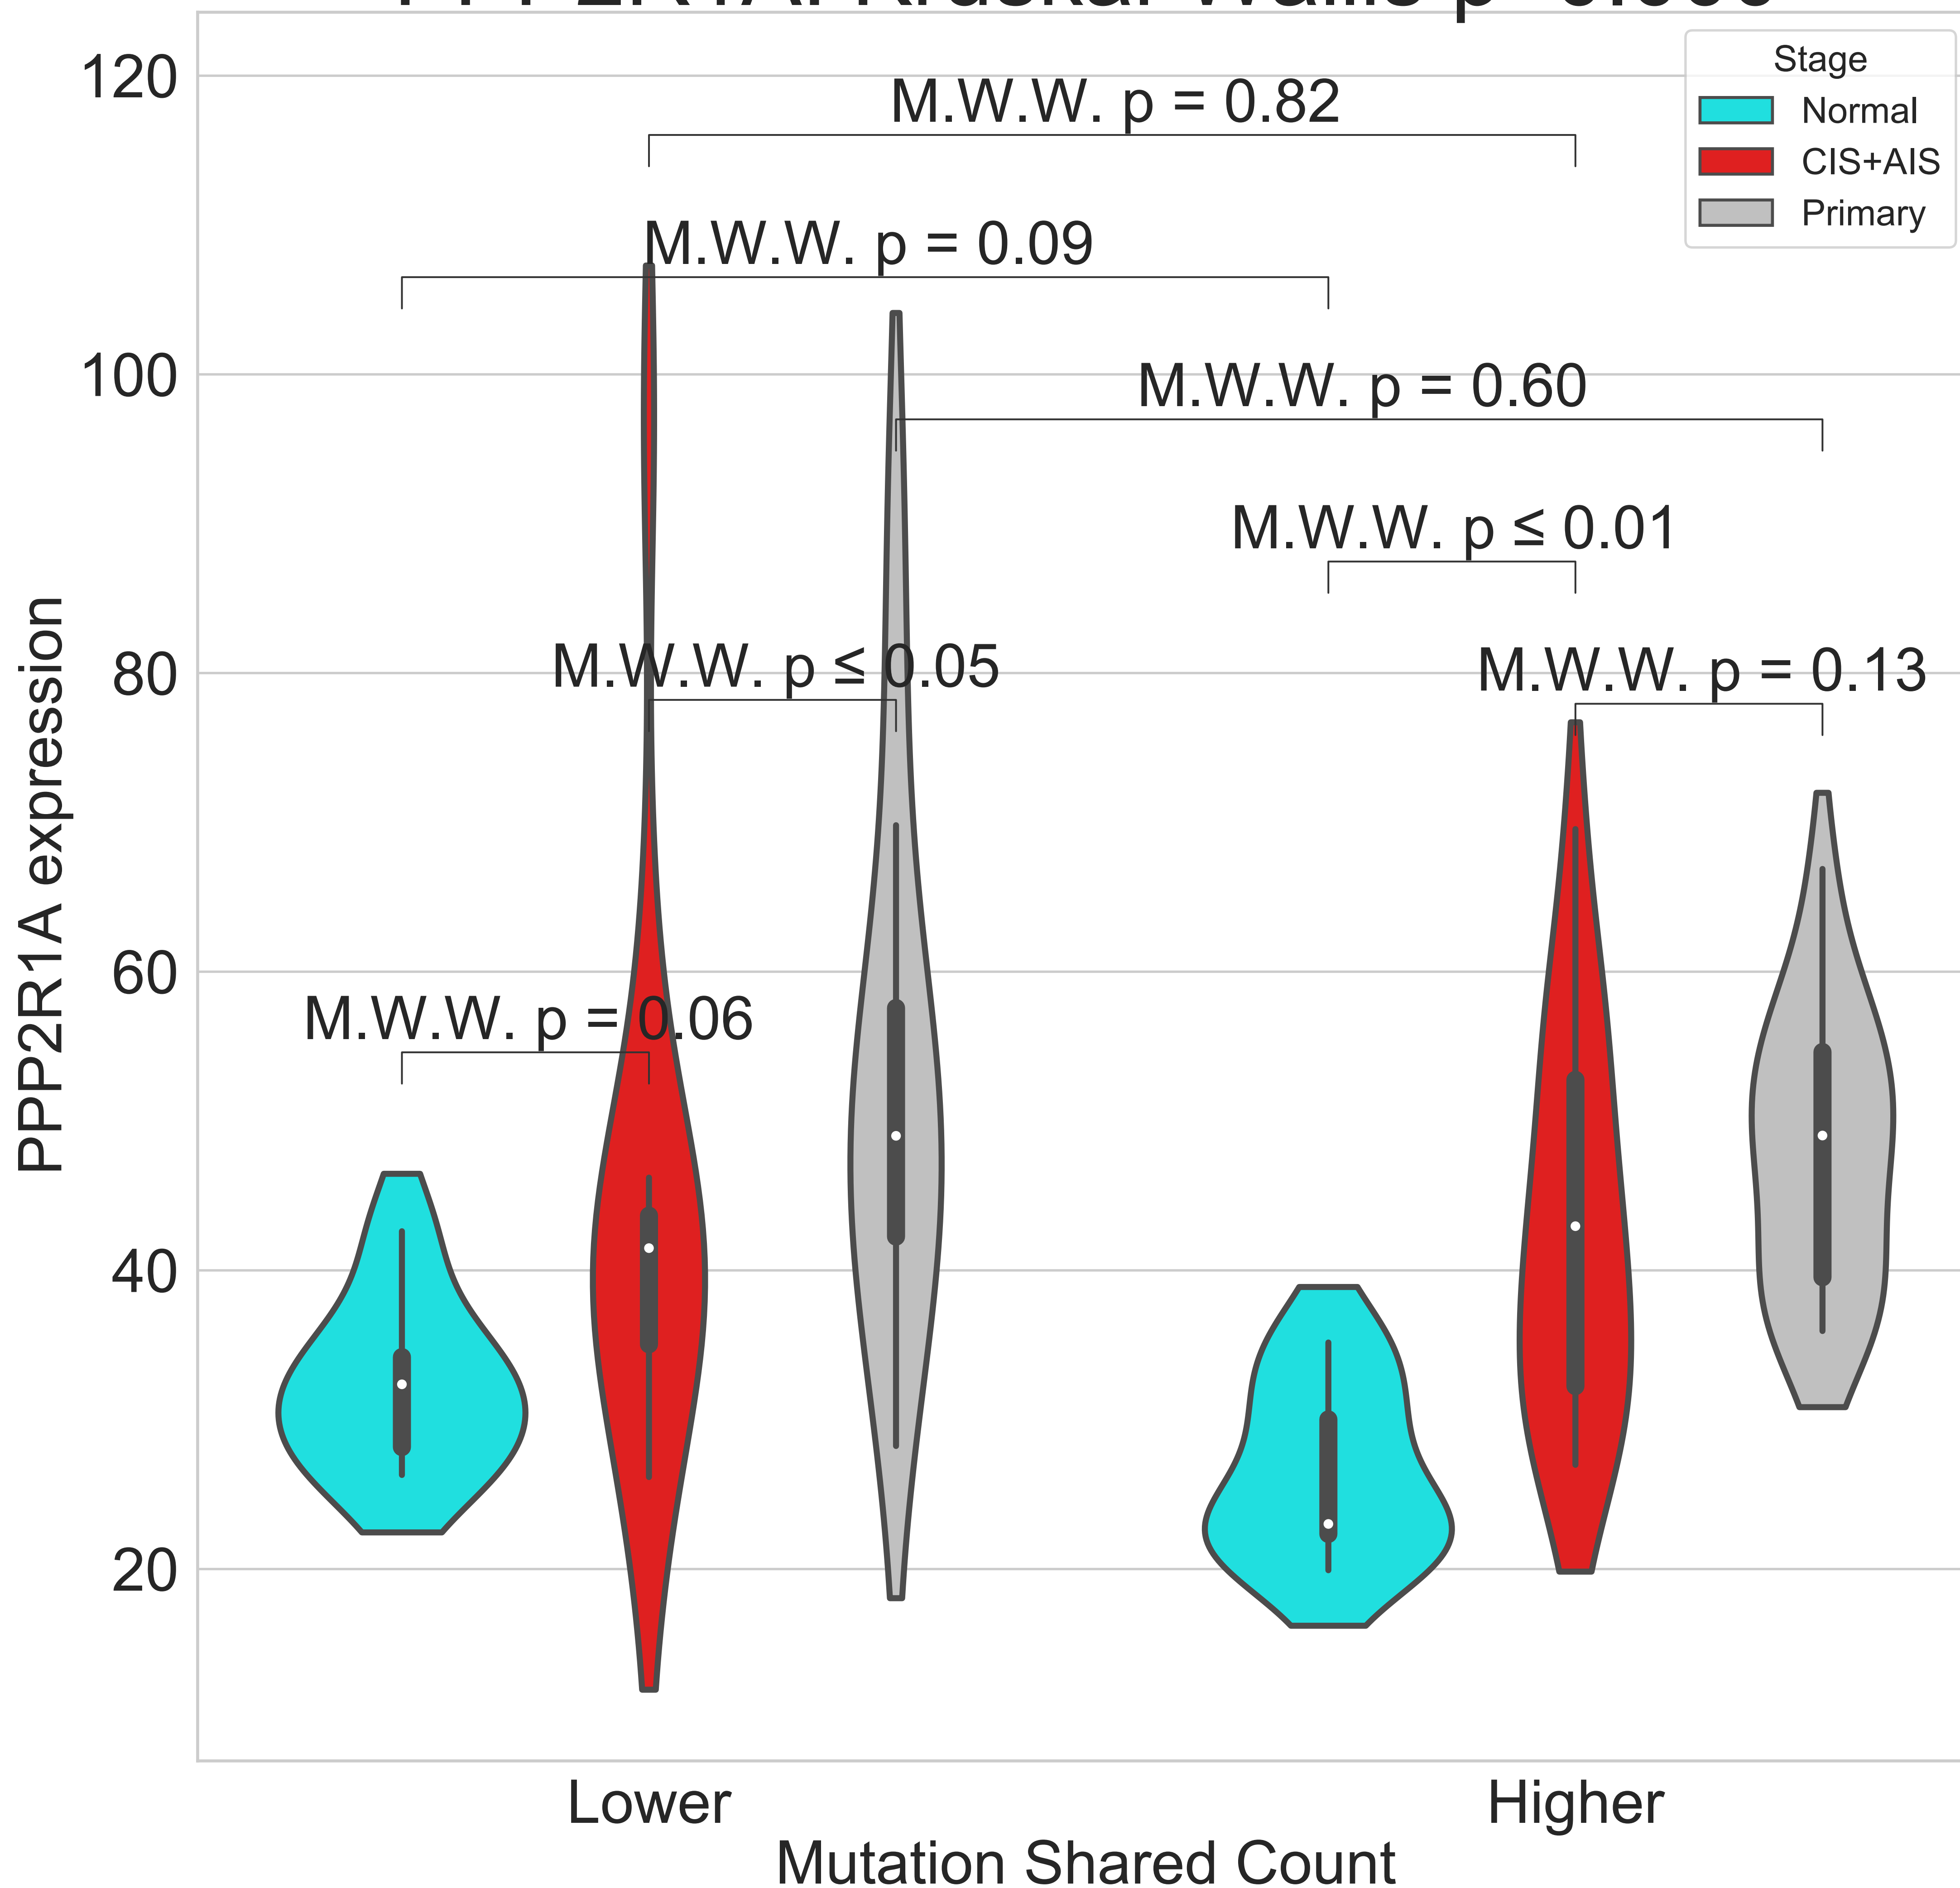 120
100
80
60
40
20
PPP2R1A expression
Stage
Normal
CIS+AIS
Primary
M.W.W. p = 0.82
M.W.W. p = 0.09
M.W.W. p = 0.60
M.W.W. p ≤ 0.01
M.W.W. p ≤ 0.05
M.W.W. p = 0.13
M.W.W. p = 0.06
Lower
Higher
Mutation Shared Count